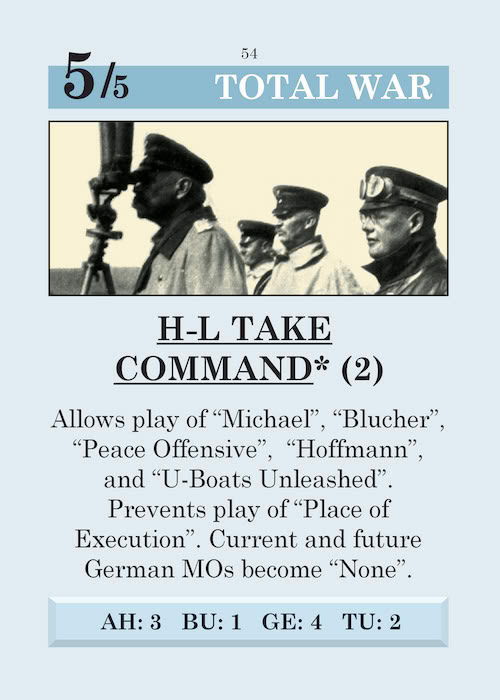 54
5/5 TOTAL WAR
H-L TAKE
COMMAND* (2)
Allows play of “Michael”, “Blucher”,
“Peace Offensive”, “Hoffmann”,
and “U-Boats Unleashed”.
Prevents play of “Place of
Execution”. Current and future
German MOs become “None”.
AH: 3 BU: 1 GE: 4 TU: 2